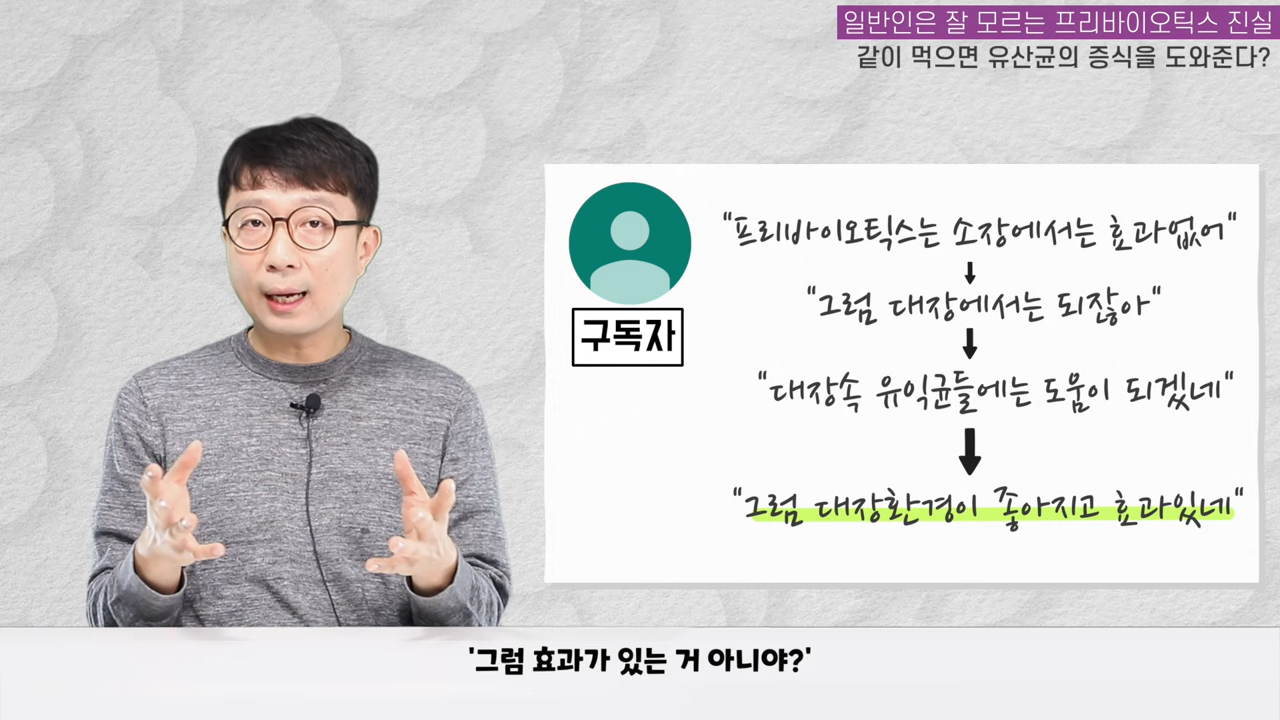 일반인은 잘 모르는 프리바이오틱스 진실
같이 먹으면 유산균의 증식을 도와준다?
"프리바이오틱스는 소장에서는 효과없어"
"그럼 대장에서는 되잖아"
구독자
"대장속 유익균들에는 도움이 되겠네"
"그럼 대장환경이 좋아지고 효과있네"
'그럼 효과가 있는 거 아니야?'